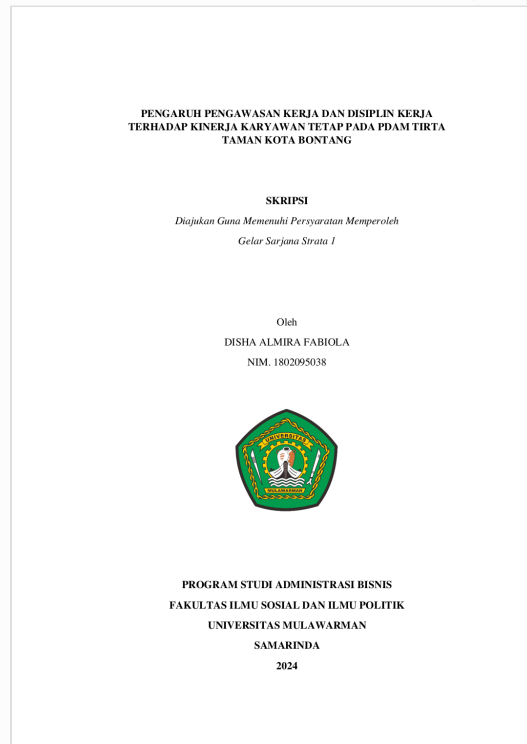 PENGARUH PENGAWASAN KERJA DAN DISIPLIN KERJA
TERHADAP KINERJA KARYAWAN TETAP PADA PDAM TIRTA
TAMAN KOTA BONTANG
SKRIPSI
Diajukan Guna Memenuhi Persyaratan Memperoleh
Gelar Sarjana Strata 1
Oleh
DISHA ALMIRA FABIOLA
NIM. 1802095038
UNIVERSITAS
MULAWARMAN
PROGRAM STUDI ADMINISTRASI BISNIS
FAKULTAS ILMU SOSIAL DAN ILMU POLITIK
UNIVERSITAS MULAWARMAN
SAMARINDA
2024